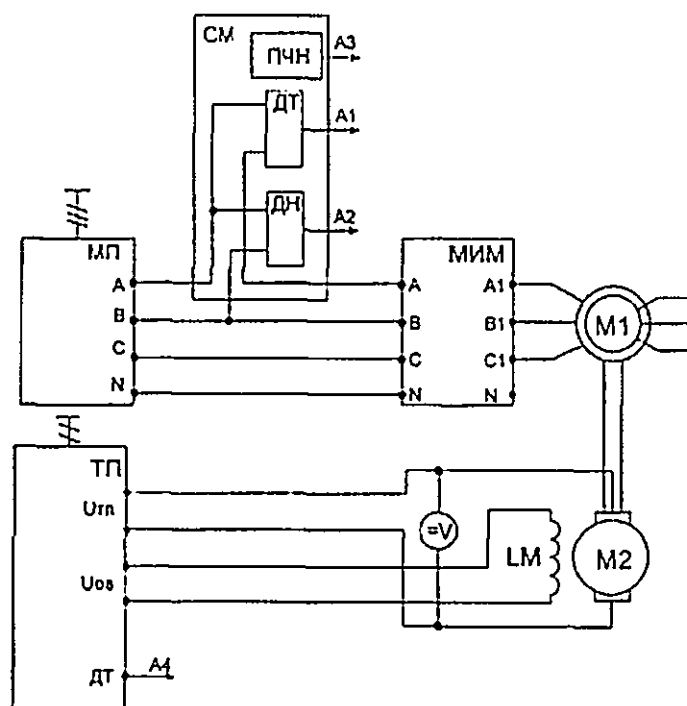 СМ
ПЧН
А3
ДТ
А1
ДН
А2
МП
МИМ
А
А
А1
В
В
В1
М1
С
С
С1
N
N
N
ТП
Uтп
=V
LM
М2
Uов
ДТ
А4